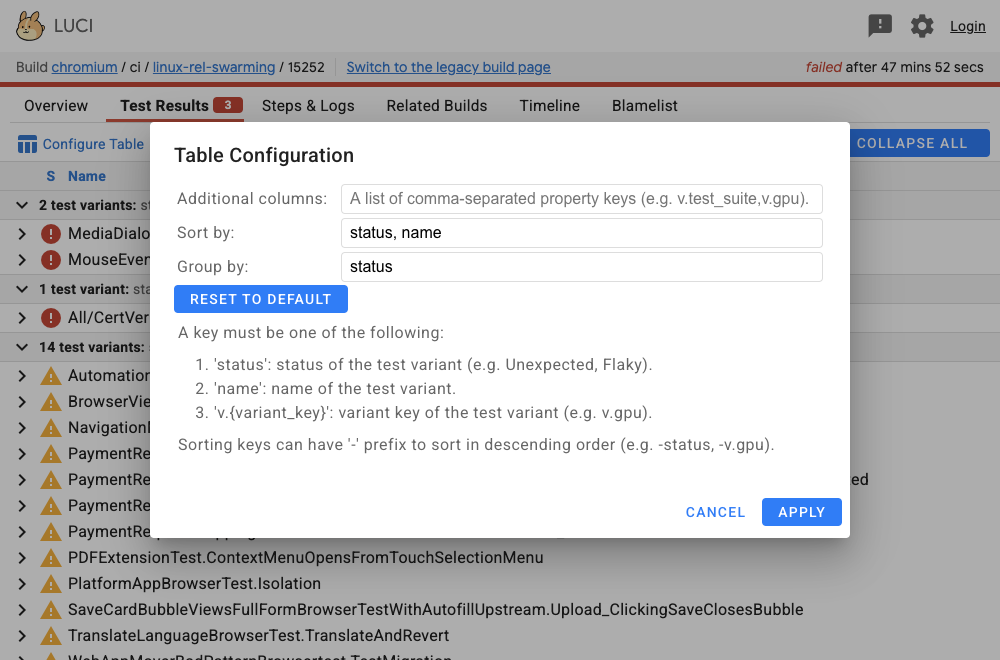 LUCI
Login
Build chromium / ci / linux-rel-swarming / 15252 Switch to the legacy build page failed after 47 mins 52 secs
Overview Test Results 3 Steps & Logs Related Builds Timeline Blamelist
Configure Table COLLAPSE ALL
S Name
2 test variants:
MediaDialo
MouseEven
1 test variant: sta
All/CertVer
14 test variants:
Automation
BrowserVie
Navigation
PaymentRe
PaymentRe ed
PaymentRe
PaymentRe
PDFExtensionTest.ContextMenuOpensFromTouchSelectionMenu
PlatformAppBrowserTest.Isolation
SaveCardBubbleViewsFullFormBrowserTestWithAutofillUpstream.Upload_ClickingSaveClosesBubble
TranslateLanguageBrowserTest.TranslateAndRevert
Table Configuration
Additional columns: A list of comma-separated property keys (e.g. v.test_suite,v.gpu).
Sort by: status, name
Group by: status
RESET TO DEFAULT
A key must be one of the following:
1. 'status': status of the test variant (e.g. Unexpected, Flaky).
2. 'name': name of the test variant.
3. 'v.{variant_key}': variant key of the test variant (e.g. v.gpu).
Sorting keys can have '-' prefix to sort in descending order (e.g. -status, -v.gpu).
CANCEL APPLY